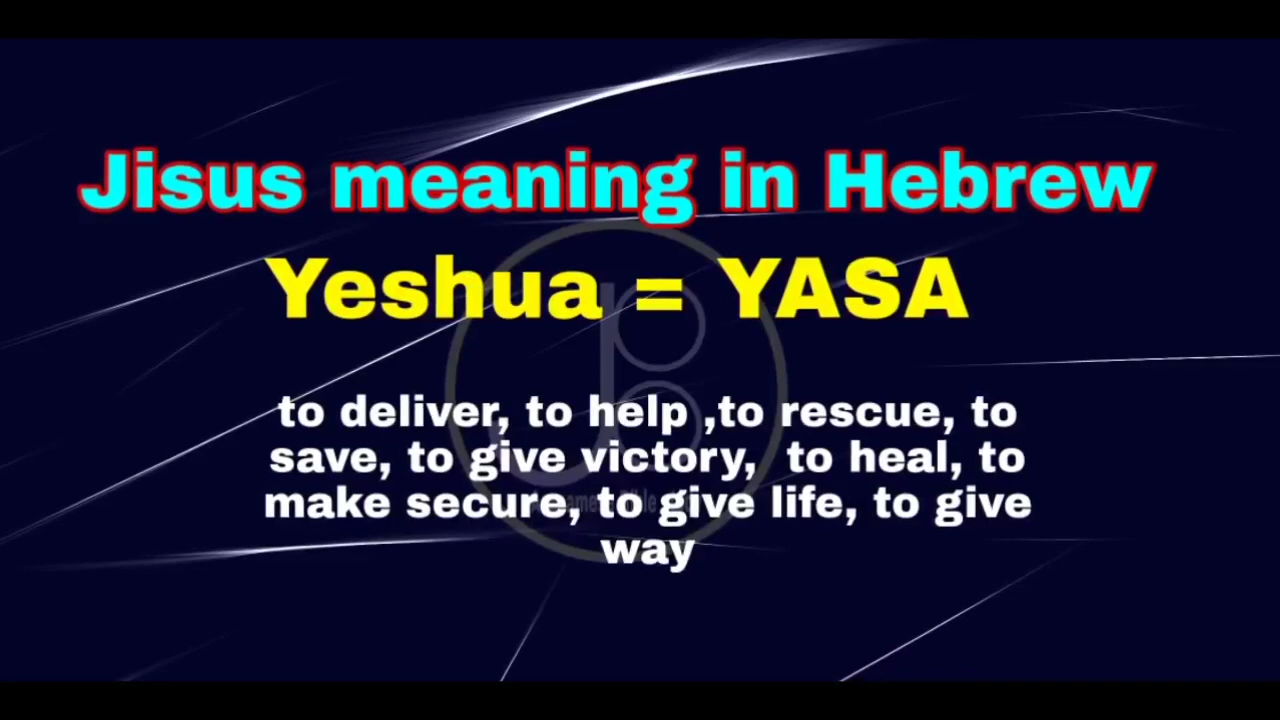 Jisus meaning in Hebrew
Yeshua = YASA
to deliver, to help ,to rescue, to
save, to give victory, to heal, to
make secure, to give life, to give
way